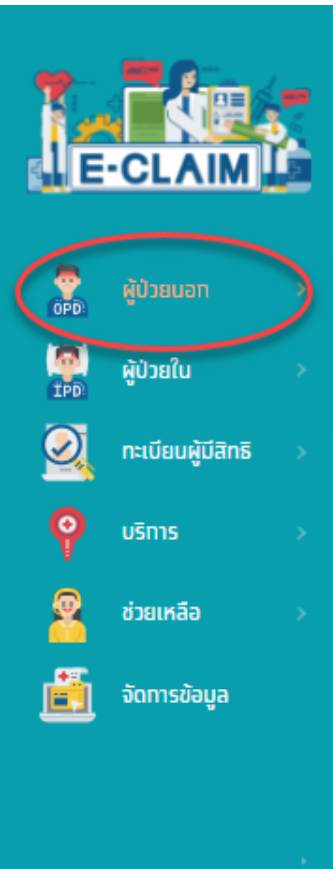 E-CLAIM
OPD
ผู้ป่วยนอก
IPD
ผู้ป่วยใน
ทะเบียนผู้มีสิทธิ
บริการ
ช่วยเหลือ
จัดการข้อมูล